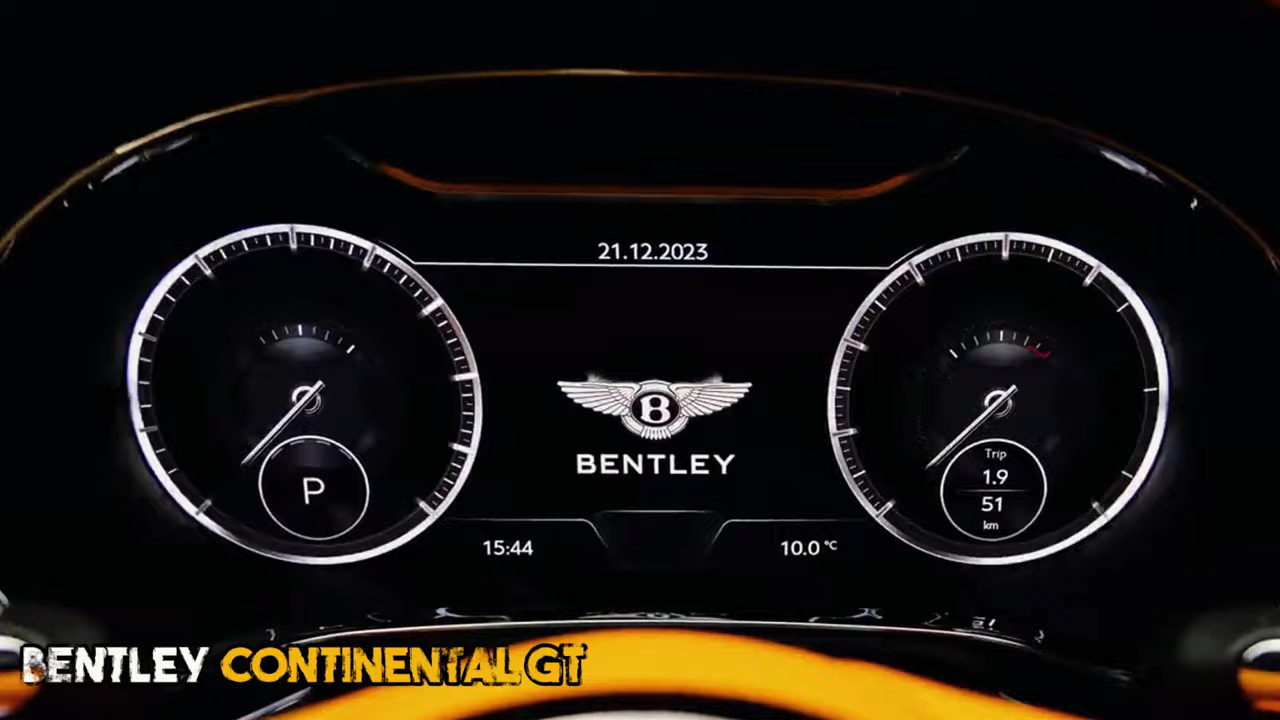 21.12.2023
B
BENTLEY
P
Trip
1.9
51
km
15:44
10.0 °C
BENTLEY CONTINENTAL GT